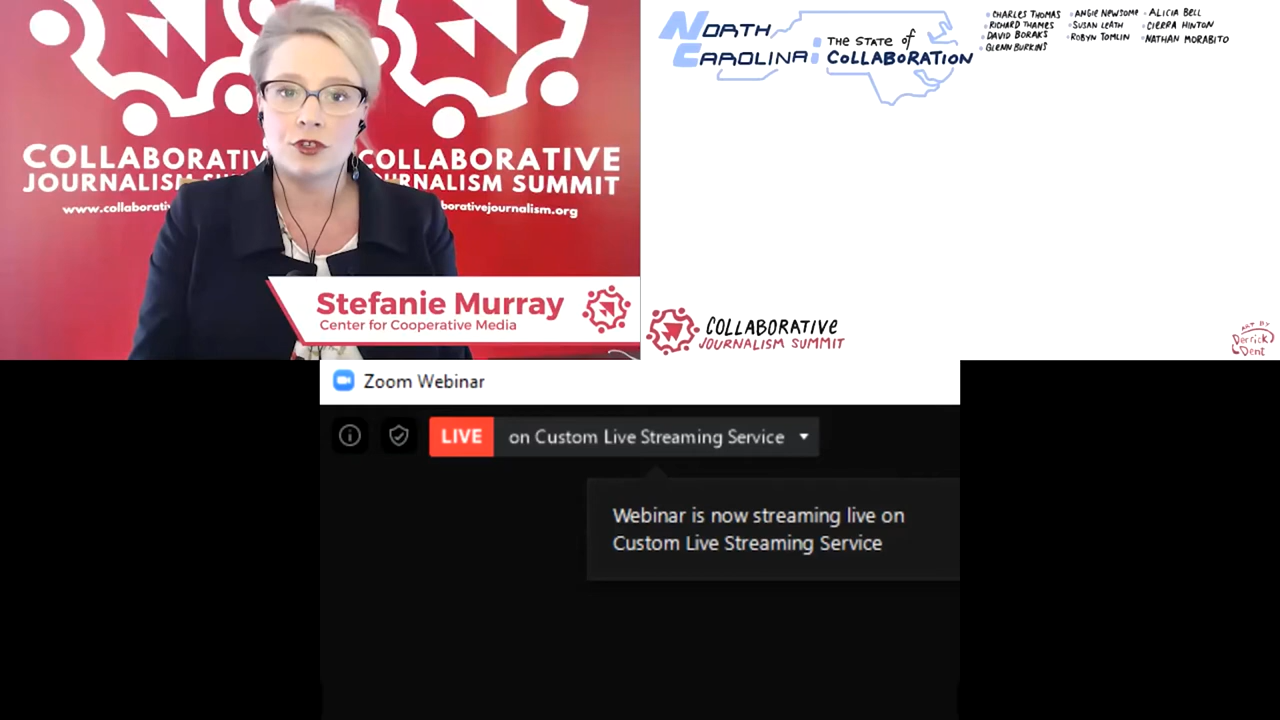 COLLABORATIV
JOURNALISM SU
www.collaborativ
COLLABORATIVE
URNALISM SUMMIT
borativejournalism.org
Stefanie Murray
Center for Cooperative Media
NORTH
CAROLINA:
THE STATE of
COLLABORATION
• CHARLES THOMAS
• RICHARD THAMES
• DAVID BORAKS
• GLENN BURKINS
• ANGIE NEWSOME
• SUSAN LEATH
• ROBYN TOMLIN
• ALICIA BELL
• CIERRA HINTON
• NATHAN MORABITO
COLLABORATIVE
JOURNALISM SUMMIT
ART BY
Derrick
Dent
Zoom Webinar
LIVE on Custom Live Streaming Service
Webinar is now streaming live on
Custom Live Streaming Service